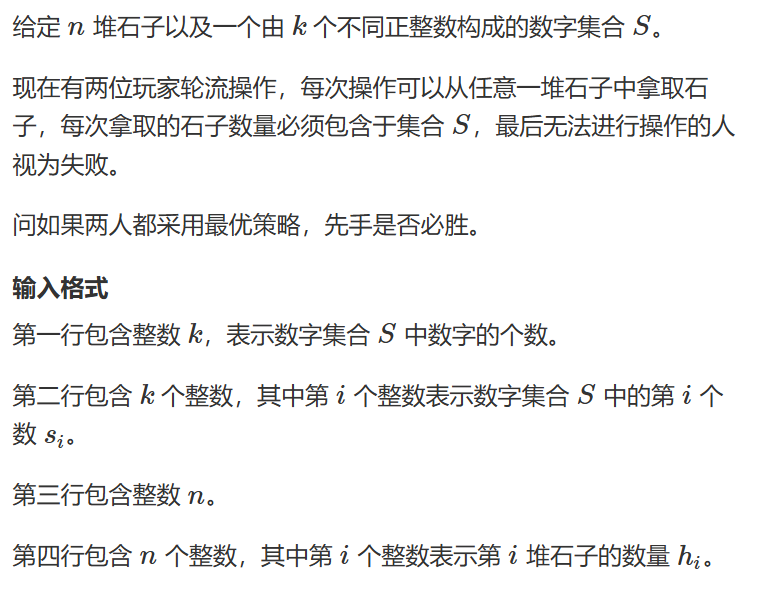 给定 n 堆石子以及一个由 k 个不同正整数构成的数字集合 S。
现在有两位玩家轮流操作，每次操作可以从任意一堆石子中拿取石
子，每次拿取的石子数量必须包含于集合 S，最后无法进行操作的人
视为失败。
问如果两人都采用最优策略，先手是否必胜。
输入格式
第一行包含整数 k，表示数字集合 S 中数字的个数。
第二行包含 k 个整数，其中第 i 个整数表示数字集合 S 中的第 i 个
数 sᵢ。
第三行包含整数 n。
第四行包含 n 个整数，其中第 i 个整数表示第 i 堆石子的数量 hᵢ。